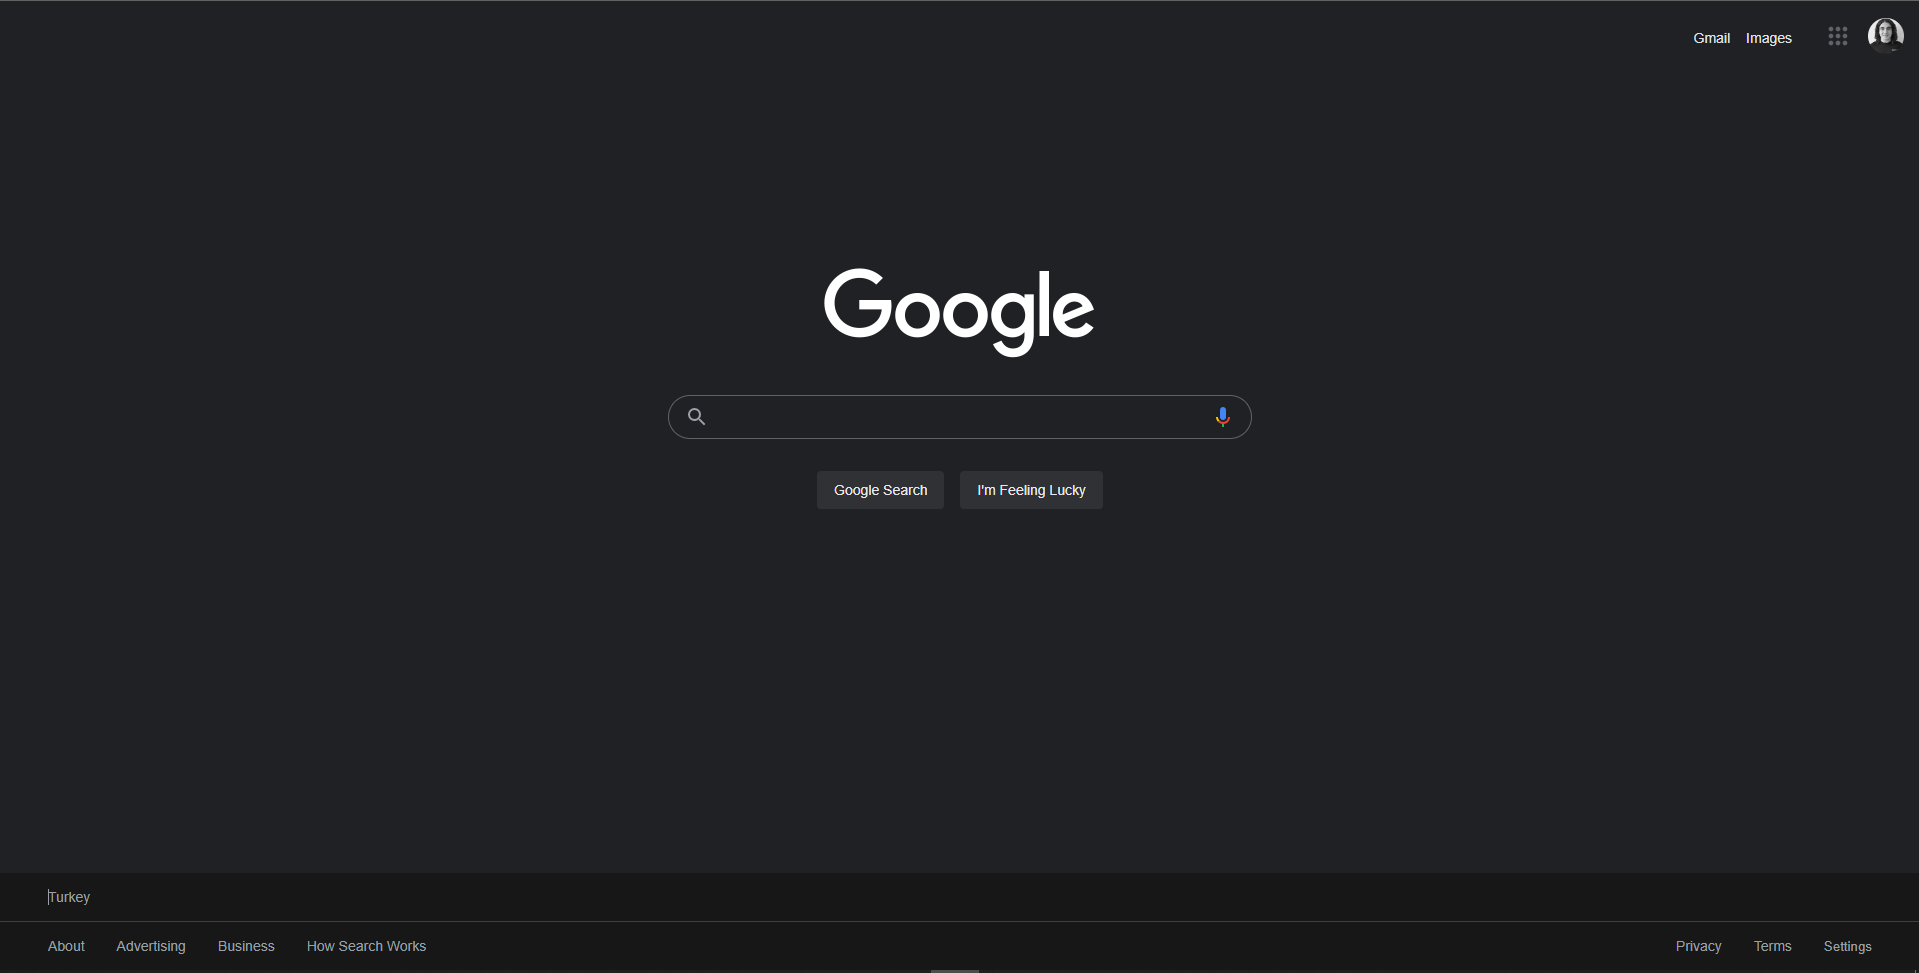 Gmail Images
Google
Google Search I'm Feeling Lucky
Turkey
About Advertising Business How Search Works Privacy Terms Settings